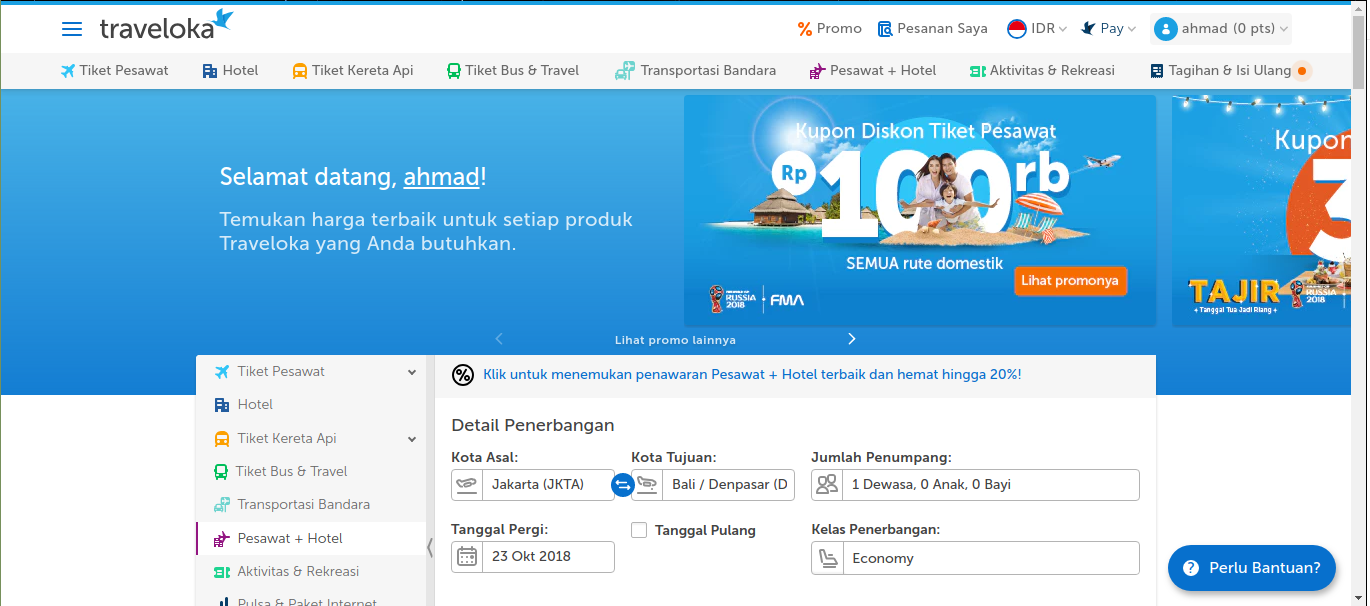 traveloka
Promo
Pesanan Saya
IDR
Pay
ahmad (0 pts)
Tiket Pesawat
Hotel
Tiket Kereta Api
Tiket Bus & Travel
Transportasi Bandara
Pesawat + Hotel
Aktivitas & Rekreasi
Tagihan & Isi Ulang
Selamat datang, ahmad!
Temukan harga terbaik untuk setiap produk
Traveloka yang Anda butuhkan.
Kupon Diskon Tiket Pesawat
Rp 100rb
SEMUA rute domestik
Lihat promonya
RUSSIA
2018
FMA
Kupon
3
TAJIR
Tanggal Tua Jadi Riang
RUSSIA
2018
Lihat promo lainnya
Tiket Pesawat
Hotel
Tiket Kereta Api
Tiket Bus & Travel
Transportasi Bandara
Pesawat + Hotel
Aktivitas & Rekreasi
Pulsa & Paket Internet
Klik untuk menemukan penawaran Pesawat + Hotel terbaik dan hemat hingga 20%!
Detail Penerbangan
Kota Asal:
Kota Tujuan:
Jumlah Penumpang:
Jakarta (JKTA)
Bali / Denpasar (D
1 Dewasa, 0 Anak, 0 Bayi
Tanggal Pergi:
Tanggal Pulang
Kelas Penerbangan:
23 Okt 2018
Economy
? Perlu Bantuan?